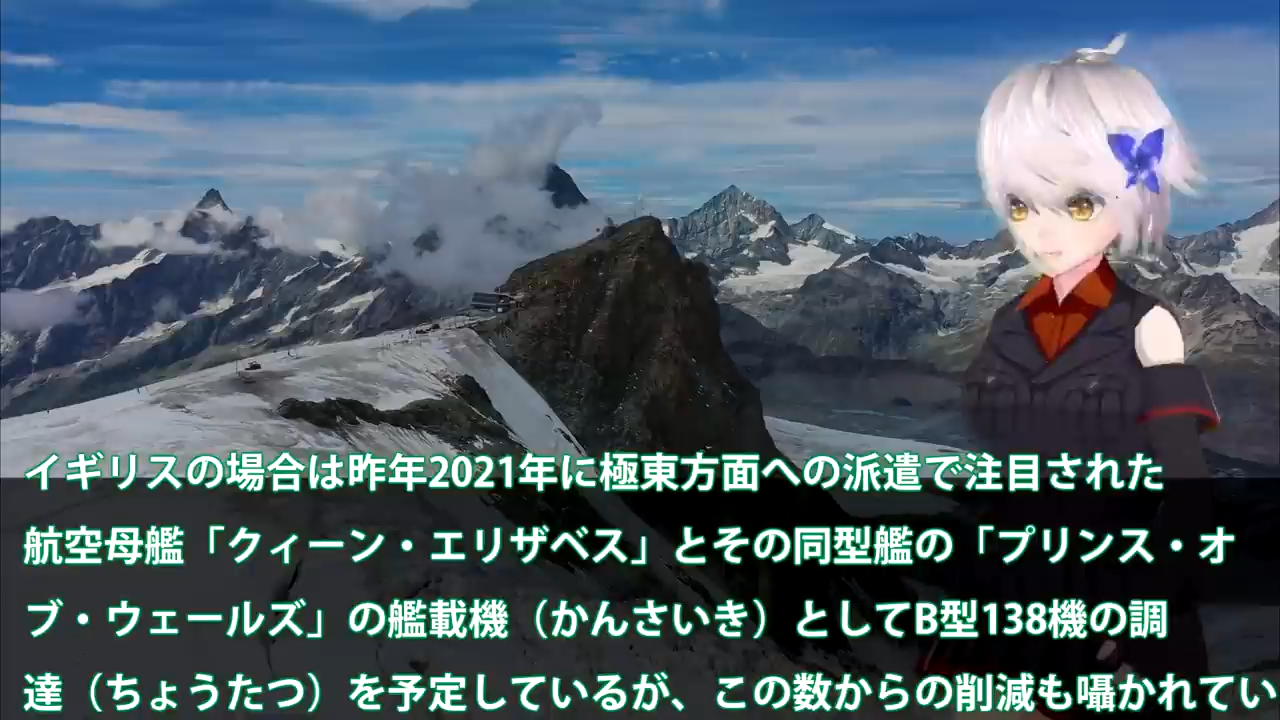 イギリスの場合は昨年2021年に極東方面への派遣で注目された
航空母艦「クィーン・エリザベス」とその同型艦の「プリンス・オ
ブ・ウェールズ」の艦載機（かんさいき）としてB型138機の調
達（ちょうたつ）を予定しているが、この数からの削減も囁かれてい